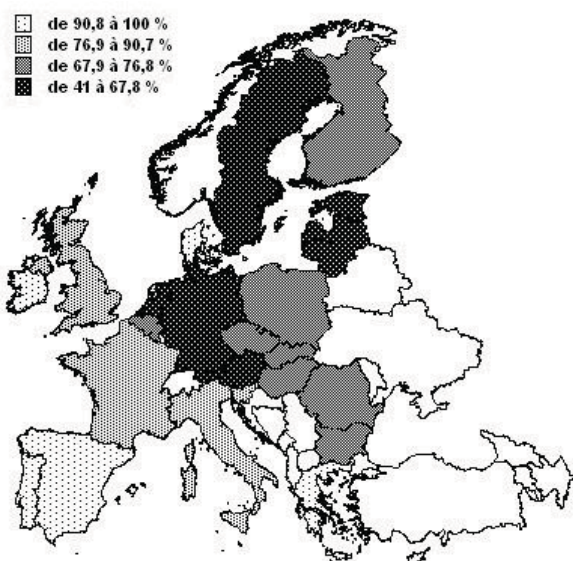 de 90,8 à 100 %
de 76,9 à 90,7 %
de 67,9 à 76,8 %
de 41 à 67,8 %